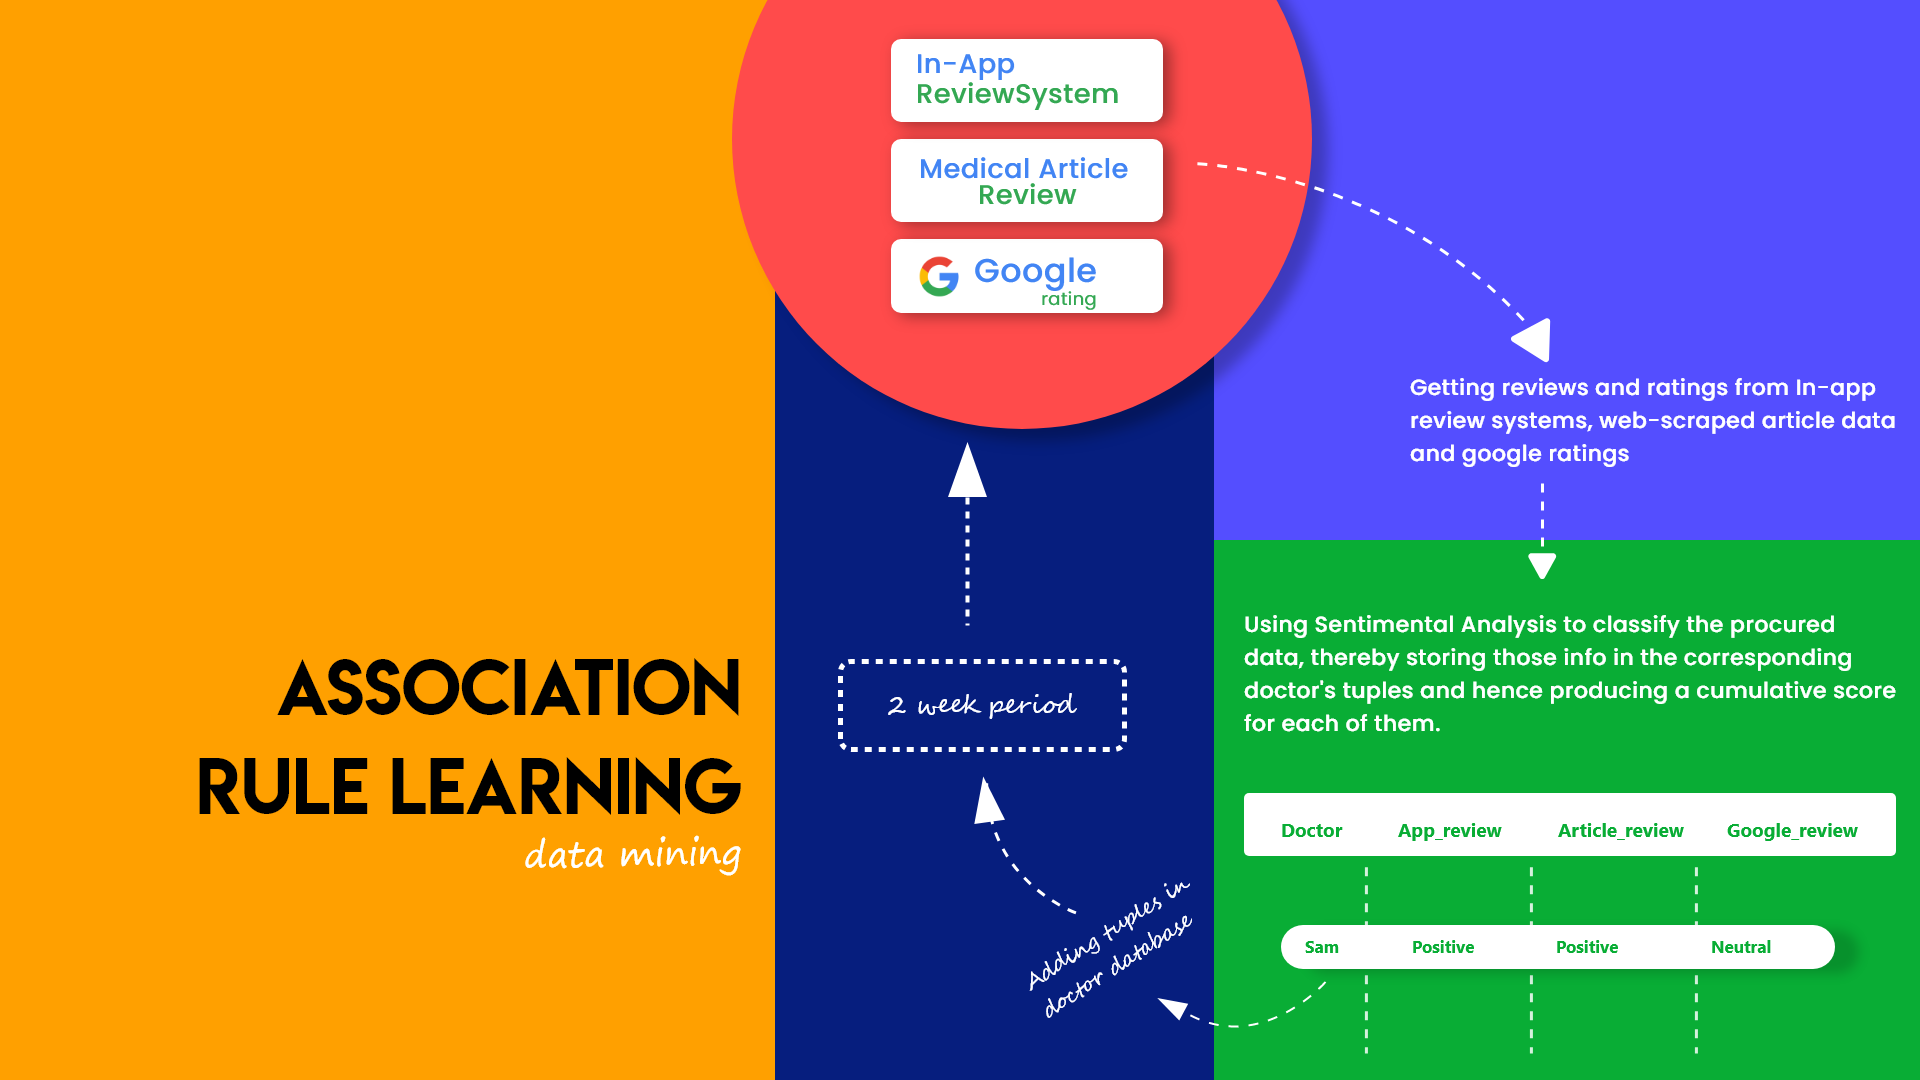 In-App
ReviewSystem
Medical Article
Review
Google
rating
Getting reviews and ratings from In-app
review systems, web-scraped article data
and google ratings
Using Sentimental Analysis to classify the procured
data, thereby storing those info in the corresponding
doctor's tuples and hence producing a cumulative score
for each of them.
Doctor App_review Article_review Google_review
Sam Positive Positive Neutral
Adding tuples in
doctor database
2 week period
ASSOCIATION
RULE LEARNING
data mining